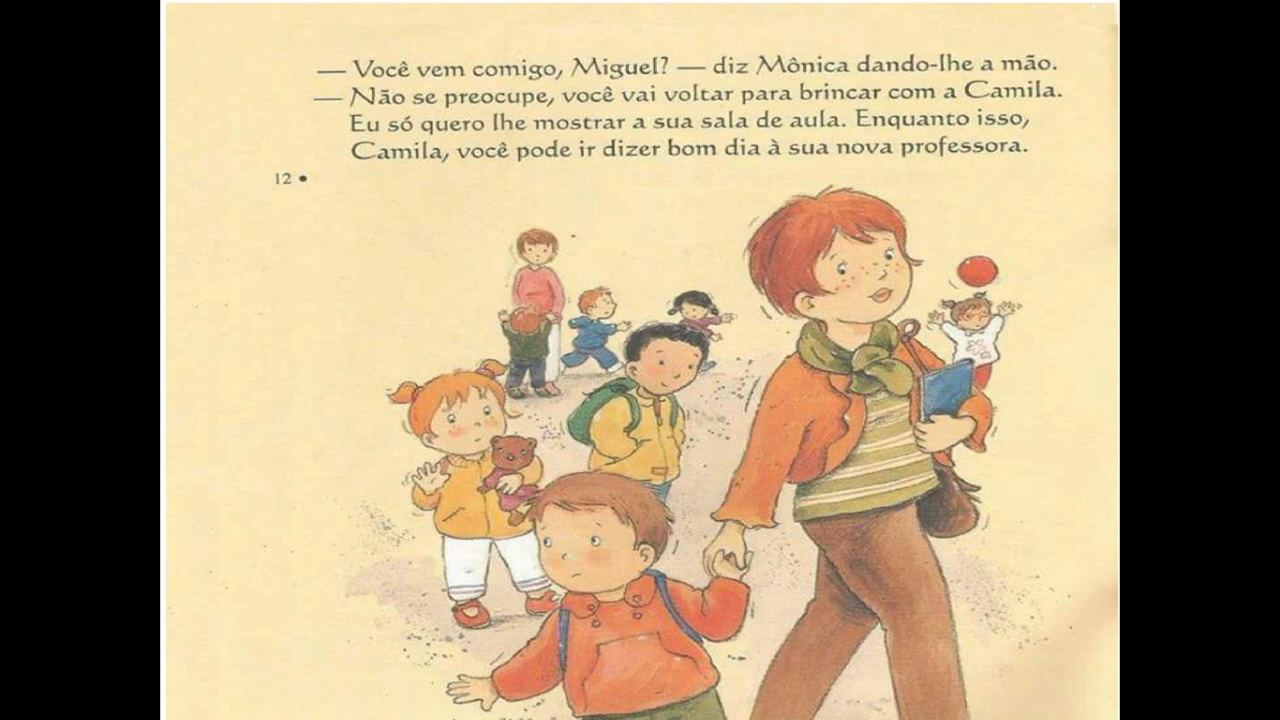 — Você vem comigo, Miguel? — diz Mônica dando-lhe a mão.
— Não se preocupe, você vai voltar para brincar com a Camila.
Eu só quero lhe mostrar a sua sala de aula. Enquanto isso,
Camila, você pode ir dizer bom dia à sua nova professora.
12 •